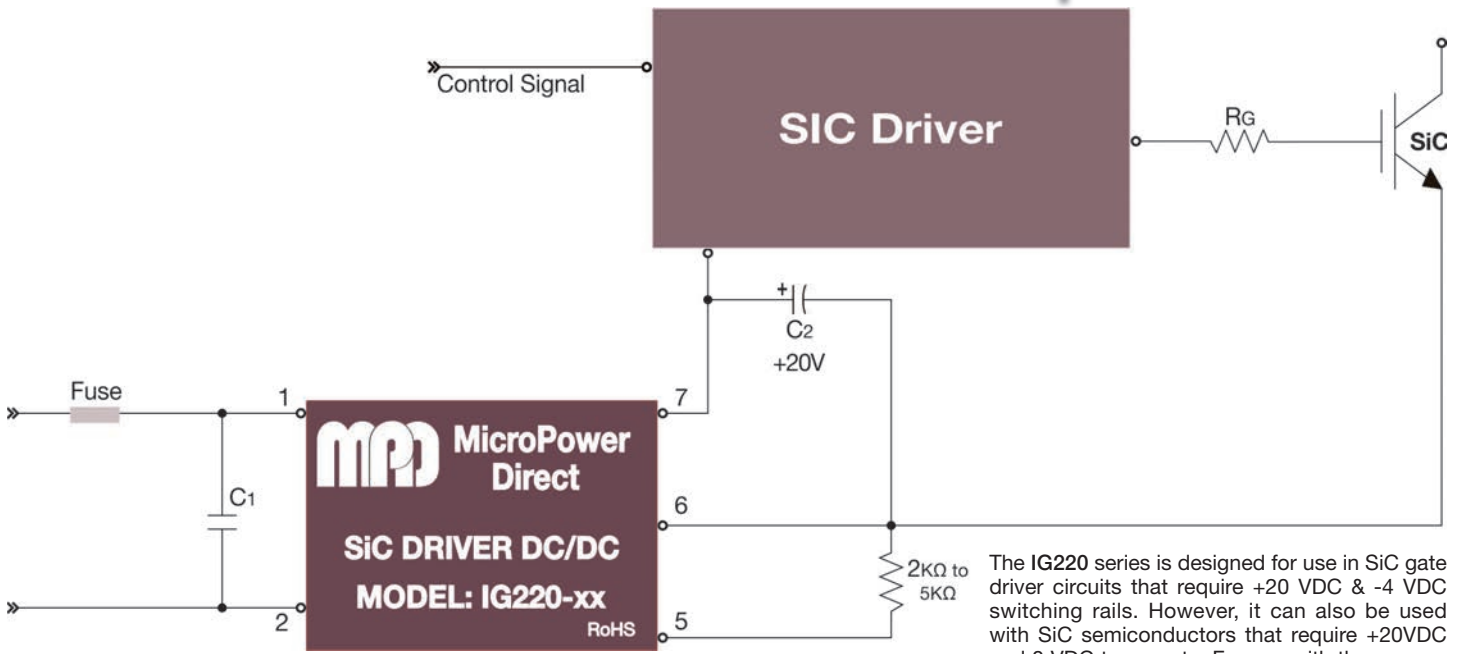 Control Signal
SIC Driver
RG
SiC
+
C2
+20V
Fuse
1
7
MPD MicroPower
Direct
C1
6
SiC DRIVER DC/DC
MODEL: IG220-xx
RoHS
2
5
2KΩ to
5KΩ
The IG220 series is designed for use in SiC gate
driver circuits that require +20 VDC & -4 VDC
switching rails. However, it can also be used
with SiC semiconductors that require +20VDC